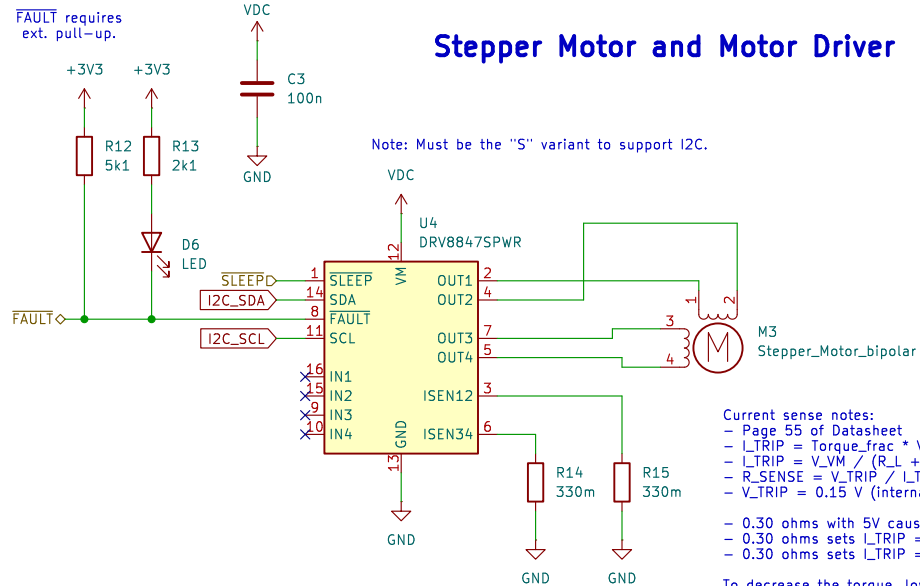 FAULT requires
ext. pull-up.
VDC
Stepper Motor and Motor Driver
+3V3
+3V3
C3
100n
R12
5k1
R13
2k1
GND
Note: Must be the "S" variant to support I2C.
VDC
U4
DRV8847SPWR
12
VM
D6
LED
SLEEP
1
SLEEP
OUT1
2
I2C_SDA
14
SDA
OUT2
4
1
2
FAULT
8
FAULT
I2C_SCL
11
SCL
OUT3
7
3
M
M3
Stepper_Motor_bipolar
OUT4
5
4
16
IN1
15
IN2
ISEN12
3
9
IN3
10
IN4
ISEN34
6
GND
13
GND
R14
330m
R15
330m
GND
GND
Current sense notes:
- Page 55 of Datasheet
- I_TRIP = Torque_frac * V
- I_TRIP = V_VM / (R_L +
- R_SENSE = V_TRIP / I_T
- V_TRIP = 0.15 V (intern
- 0.30 ohms with 5V caus
- 0.30 ohms sets I_TRIP =
- 0.30 ohms sets I_TRIP =
To decrease the torque,